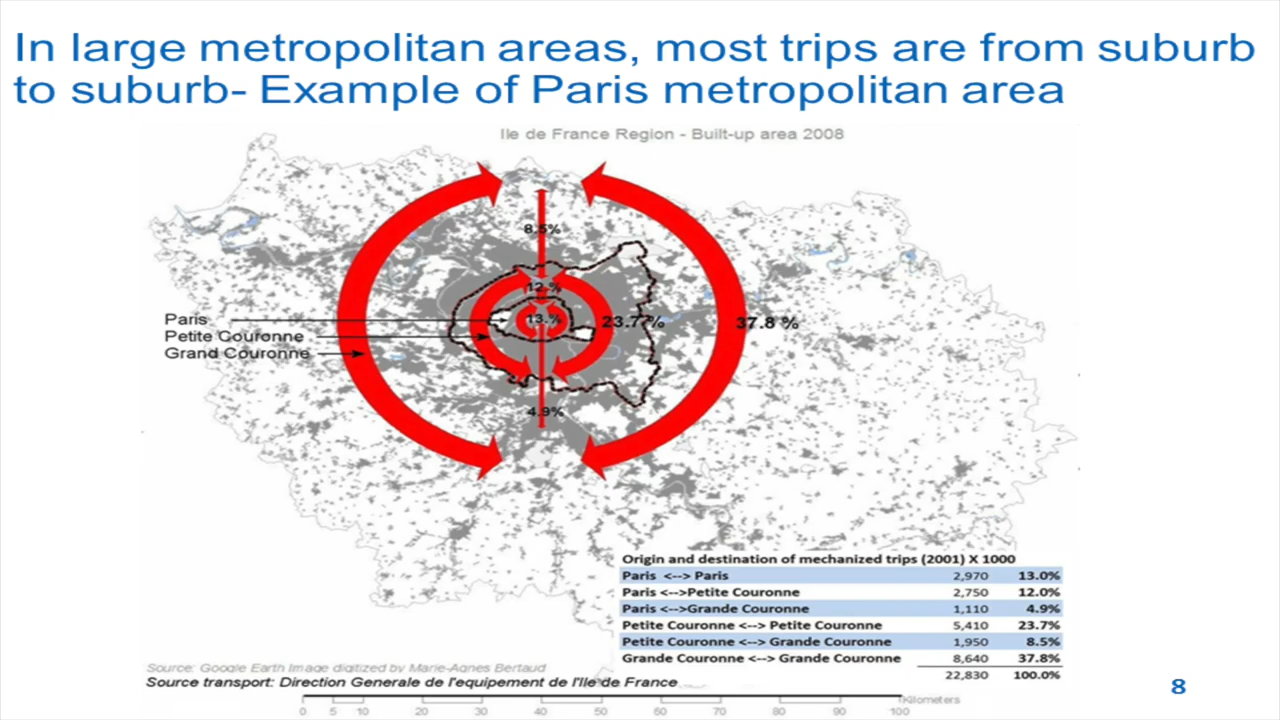 In large metropolitan areas, most trips are from suburb
to suburb- Example of Paris metropolitan area
Ile de France Region - Built-up area 2008
8.5%
12.%
13.%
23.7 %
37.8 %
Paris
Petite Couronne
Grand Couronne
4.9%
Origin and destination of mechanized trips (2001) X 1000
Paris <--> Paris 2,970 13.0%
Paris <-->Petite Couronne 2,750 12.0%
Paris <-->Grande Couronne 1,110 4.9%
Petite Couronne <--> Petite Couronne 5,410 23.7%
Petite Couronne <--> Grande Couronne 1,950 8.5%
Grande Couronne <--> Grande Couronne 8,640 37.8%
22,830 100.0%
Source: Google Earth Image digitized by Marie-Agnes Bertaud
Source transport: Direction Generale de l'equipement de l'Ile de France
8
Kilometers
0 5 10 20 30 40 50 60 70 80 90 100